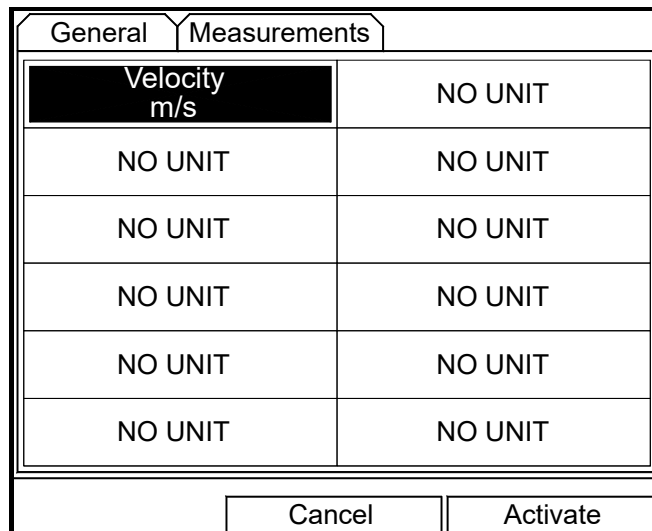 General Measurements
Velocity
m/s
NO UNIT
NO UNIT NO UNIT
NO UNIT NO UNIT
NO UNIT NO UNIT
NO UNIT NO UNIT
NO UNIT NO UNIT
Cancel Activate